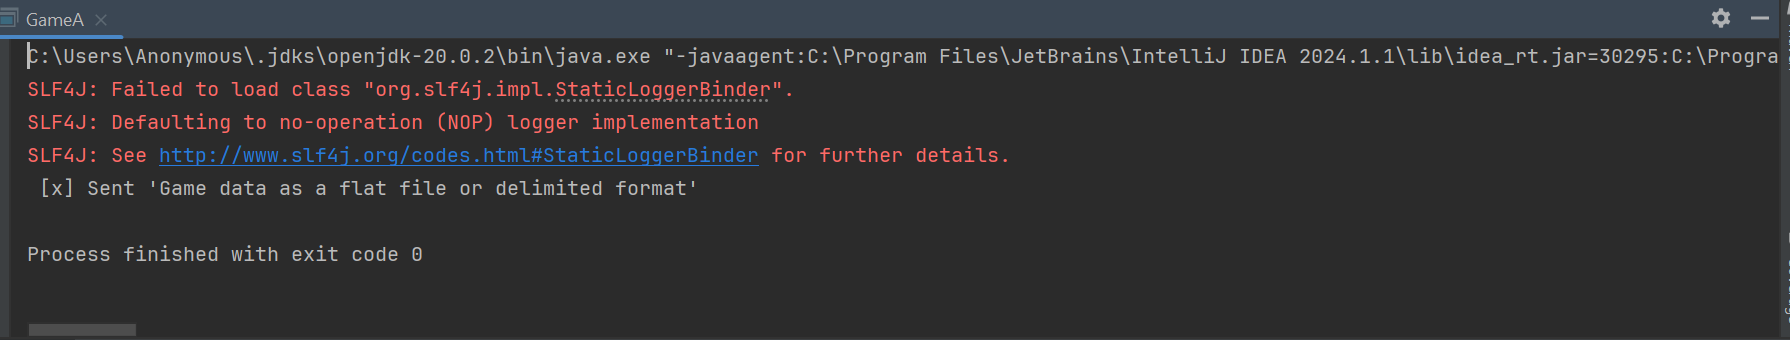 GameA
C:\Users\Anonymous\.jdks\openjdk-20.0.2\bin\java.exe "-javaagent:C:\Program Files\JetBrains\IntelliJ IDEA 2024.1.1\lib\idea_rt.jar=30295:C:\Progra
SLF4J: Failed to load class "org.slf4j.impl.StaticLoggerBinder".
SLF4J: Defaulting to no-operation (NOP) logger implementation
SLF4J: See http://www.slf4j.org/codes.html#StaticLoggerBinder for further details.
[x] Sent 'Game data as a flat file or delimited format'
Process finished with exit code 0